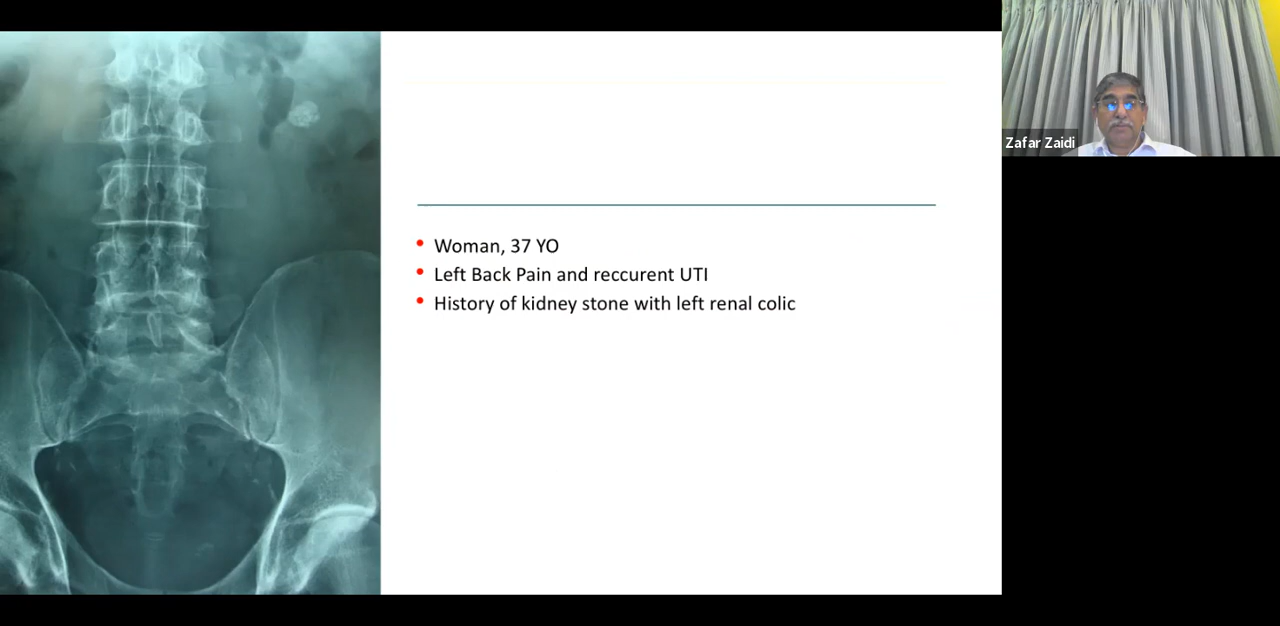 Woman, 37 YO
Left Back Pain and reccurent UTI
History of kidney stone with left renal colic
Zafar Zaidi